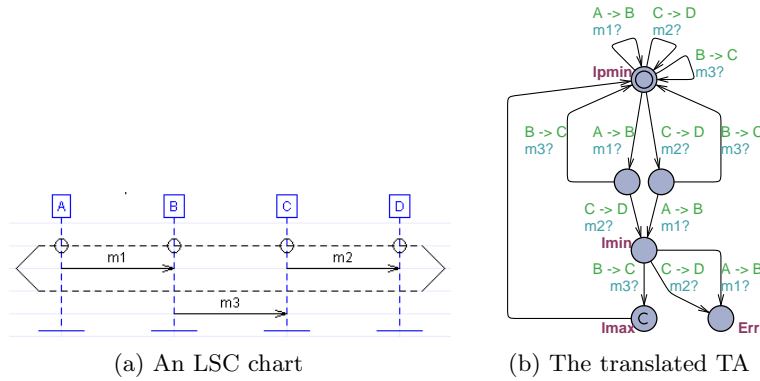 A -> B
C -> D
m1?
m2?
B -> C
lpmin
m3?
C
B -> C
A -> B
C -> D
B -> C
m3?
m1?
m2?
m3?
A
B
C
D
C -> D
A -> B
m2?
m1?
m1
m2
lmin
B -> C
C -> D
A -> B
m3?
m2?
m1?
m3
C
lmax
Err
(a) An LSC chart
(b) The translated TA